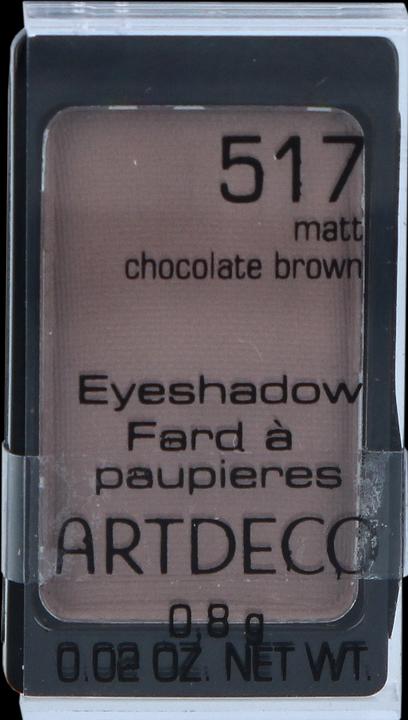 517
matt
chocolate brown
Eyeshadow
Fard à
paupieres
ARTDECO
0,8 g
0.02 OZ. NET WT.